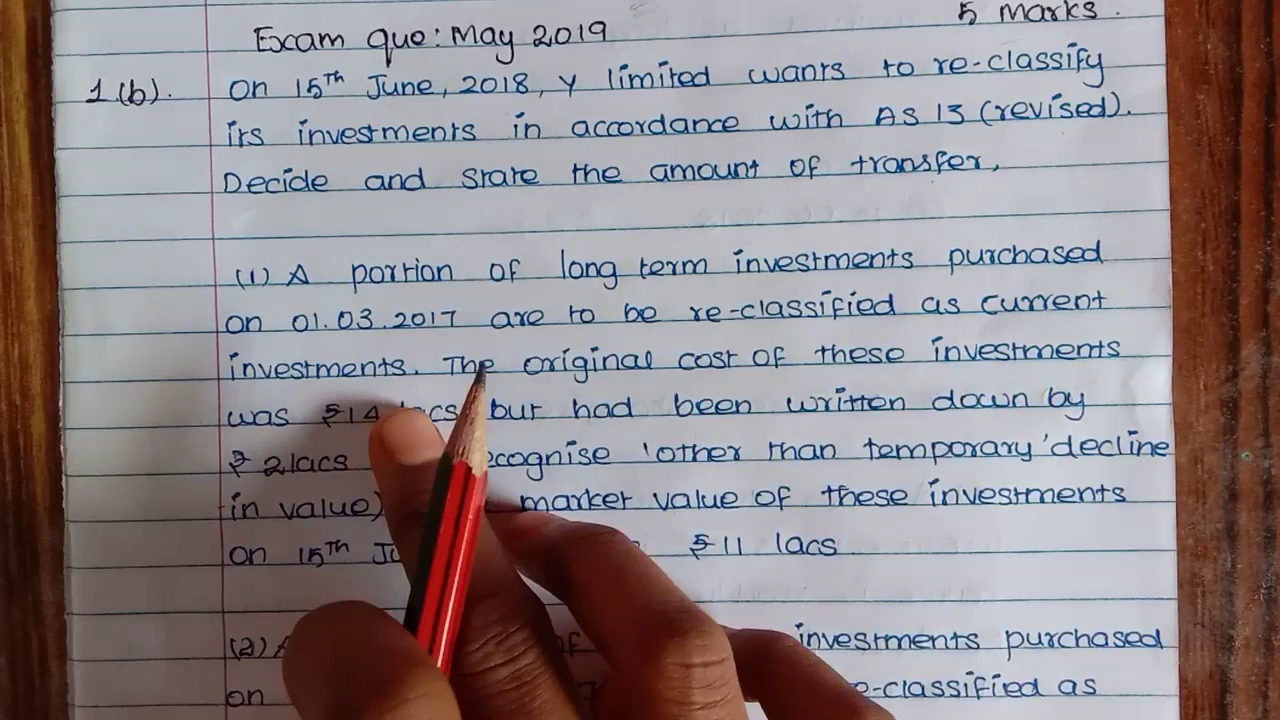 5 marks.
Exam que: May 2019
1(b). On 15th June, 2018, Y limited wants to re-classify
its investments in accordance with AS 13 (revised).
Decide and state the amount of transfer,
(1) A portion of long term investments purchased
on 01.03.2017 are to be re-classified as current
investments. The original cost of these investments
was ₹14 but had been written down by
₹2lacs 'other than temporary' decline
in value) market value of these investments
on 15th ₹11 lacs
(2) investments purchased
on as